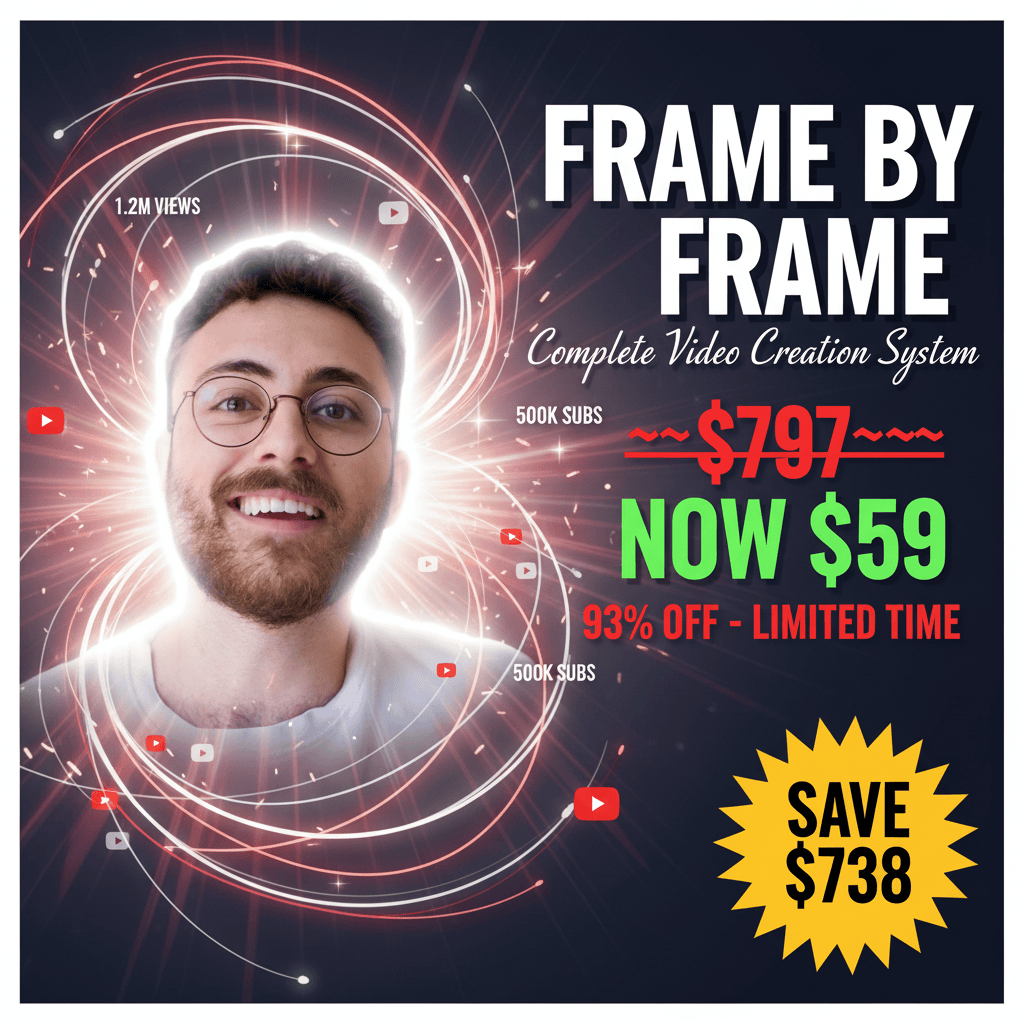 FRAME BY
FRAME
Complete Video Creation System
1.2M VIEWS
500K SUBS
~~$797~~~
NOW $59
93% OFF - LIMITED TIME
500K SUBS
SAVE
$738